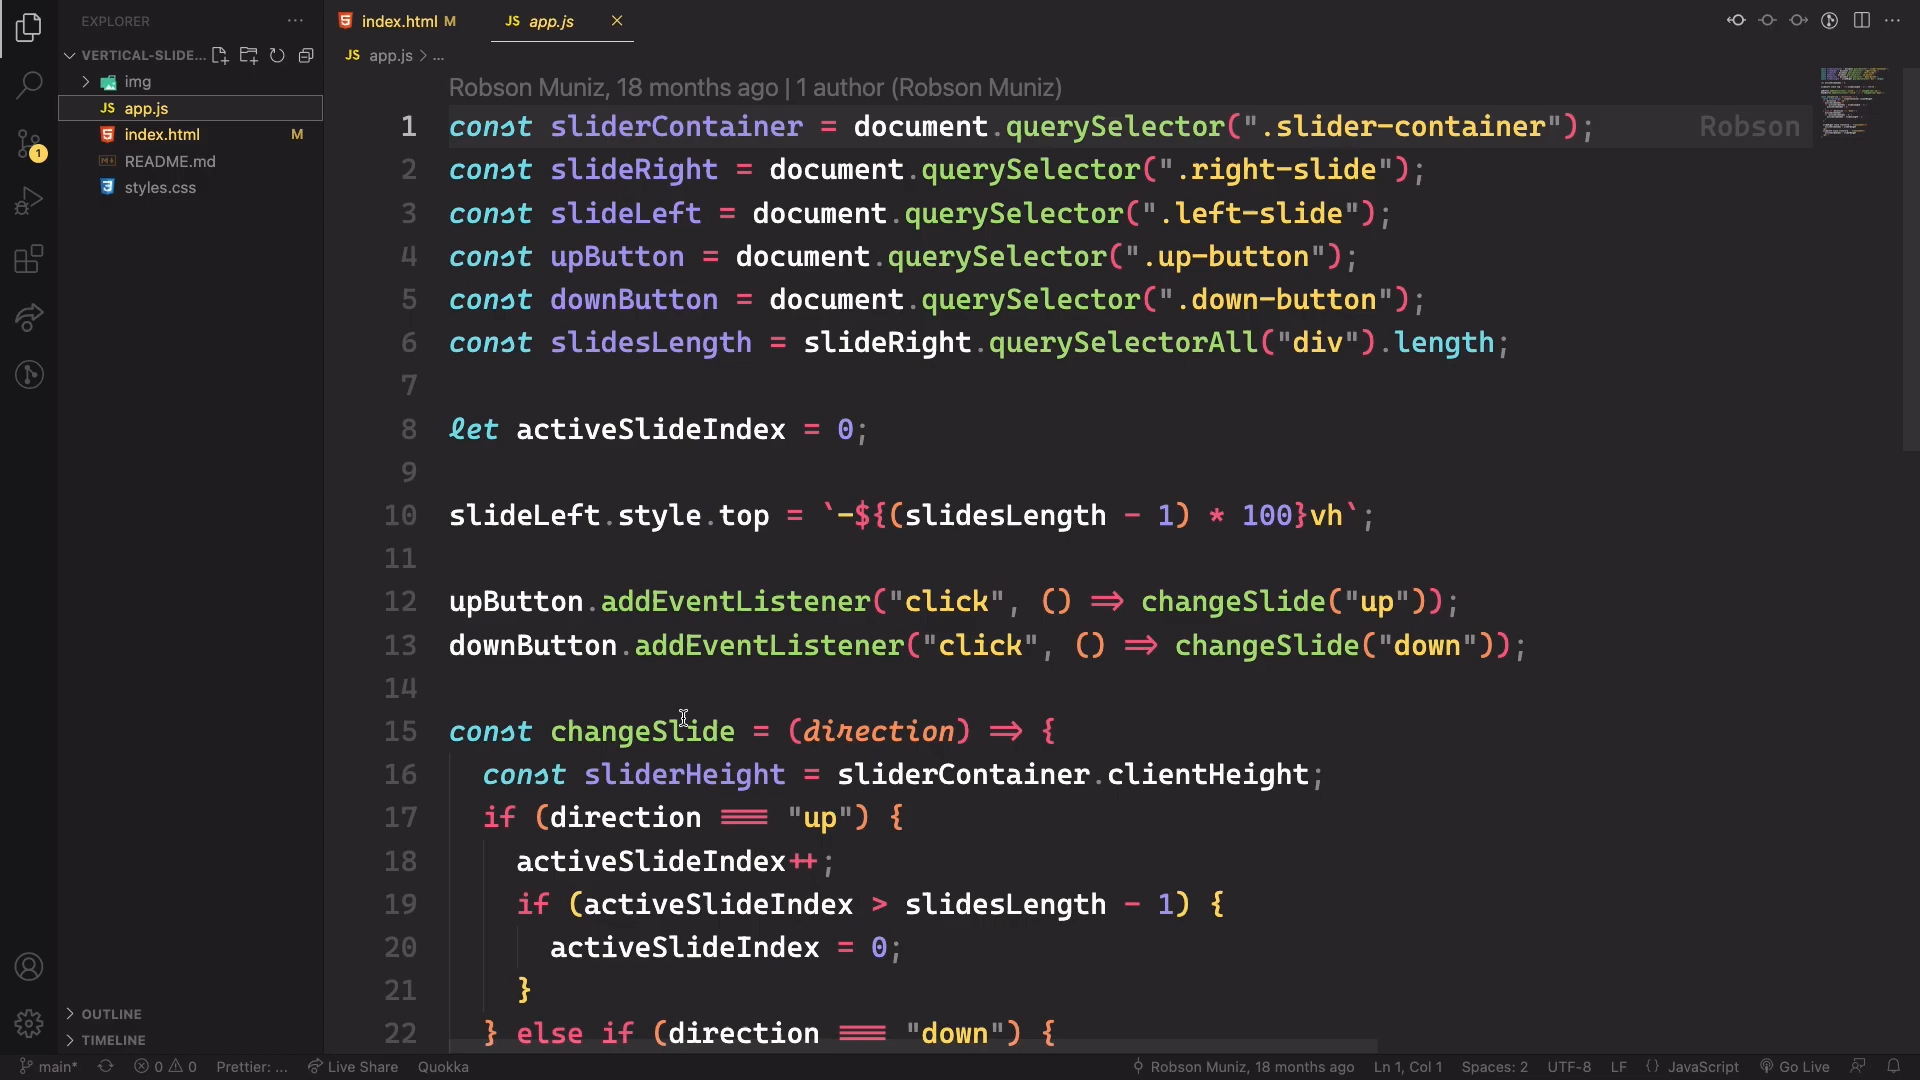 EXPLORER
VERTICAL-SLIDE...
img
JS app.js
index.html M
README.md
styles.css
OUTLINE
TIMELINE
index.html M
JS app.js
JS app.js > ...
Robson Muniz, 18 months ago | 1 author (Robson Muniz)
1 const sliderContainer = document.querySelector(".slider-container"); Robson
2 const slideRight = document.querySelector(".right-slide");
3 const slideLeft = document.querySelector(".left-slide");
4 const upButton = document.querySelector(".up-button");
5 const downButton = document.querySelector(".down-button");
6 const slidesLength = slideRight.querySelectorAll("div").length;
7
8 let activeSlideIndex = 0;
9
10 slideLeft.style.top = `-${(slidesLength - 1) * 100}vh`;
11
12 upButton.addEventListener("click", () => changeSlide("up"));
13 downButton.addEventListener("click", () => changeSlide("down"));
14
15 const changeSlide = (direction) => {
16 const sliderHeight = sliderContainer.clientHeight;
17 if (direction === "up") {
18 activeSlideIndex++;
19 if (activeSlideIndex > slidesLength - 1) {
20 activeSlideIndex = 0;
21 }
22 } else if (direction === "down") {
1
main* 0 0 Prettier: ... Live Share Quokka Robson Muniz, 18 months ago Ln 1, Col 1 Spaces: 2 UTF-8 LF {} JavaScript Go Live